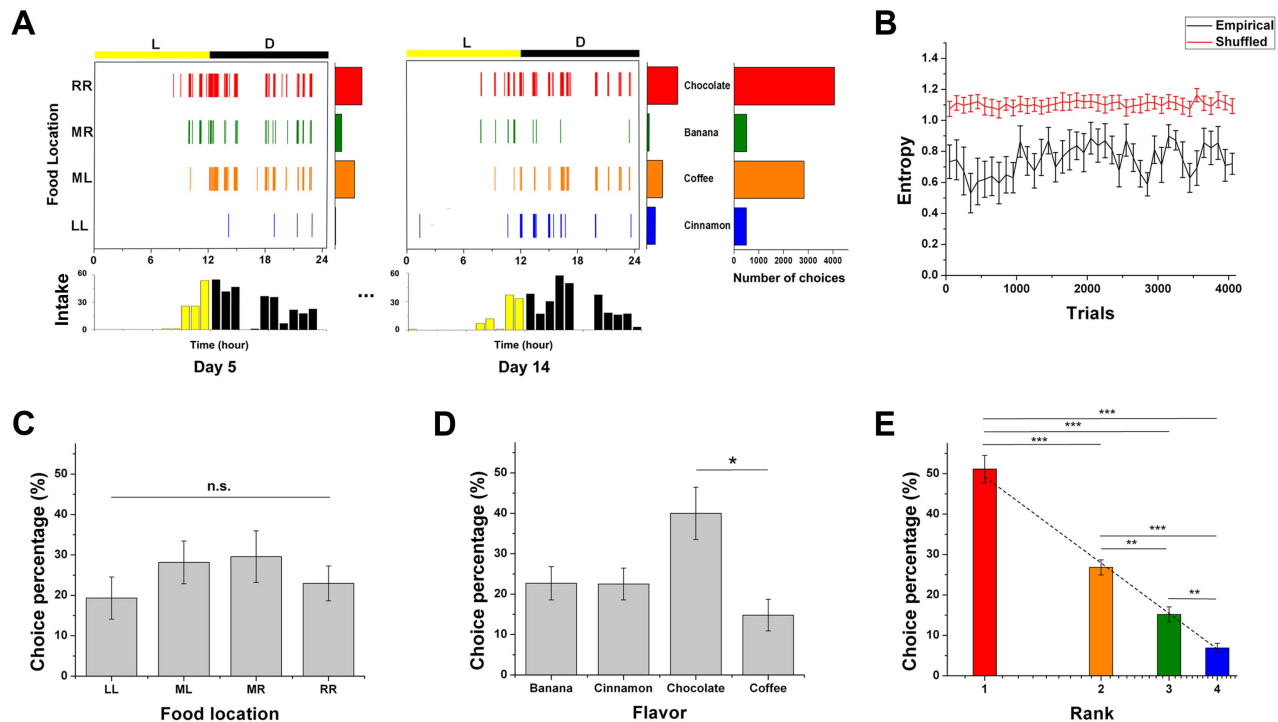 A
L D
L D
Food Location
RR
MR
ML
LL
0 6 12 18 24
0 6 12 18 24
Chocolate
Banana
Coffee
Cinnamon
0 1000 2000 3000 4000
Number of choices
Intake
60
30
0
60
30
0
...
Time (hour)
Time (hour)
Day 5
Day 14
B
Empirical
Shuffled
Entropy
1.4
1.2
1.0
0.8
0.6
0.4
0.2
0.0
0 1000 2000 3000 4000
Trials
C
Choice percentage (%)
50
40
30
20
10
0
n.s.
LL ML MR RR
Food location
D
Choice percentage (%)
50
40
30
20
10
0
*
Banana Cinnamon Chocolate Coffee
Flavor
E
Choice percentage (%)
50
40
30
20
10
0
***
***
***
***
**
**
1 2 3 4
Rank